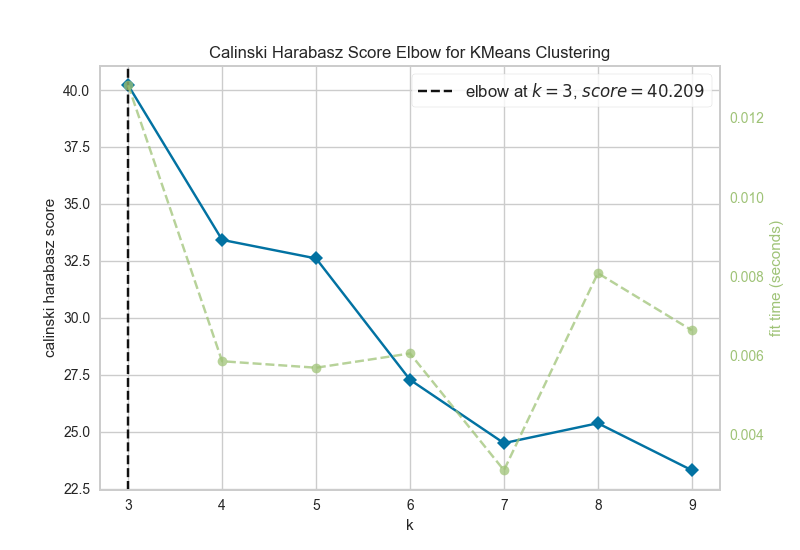 Calinski Harabasz Score Elbow for KMeans Clustering
elbow at k = 3, score = 40.209
calinski harabasz score
40.0
37.5
35.0
32.5
30.0
27.5
25.0
22.5
0.012
0.010
0.008
0.006
0.004
fit time (seconds)
3 4 5 6 7 8 9
k